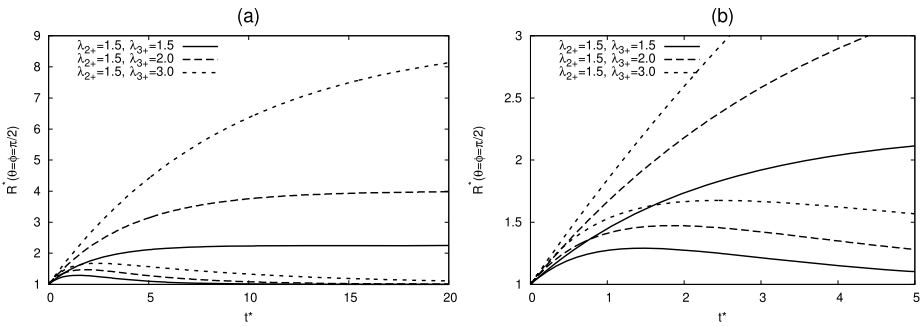 (a)
9
8
7
6
5
4
3
2
1
0
5
10
15
20
R*(θ=ϕ=π/2)
t*
λ2+=1.5, λ3+=1.5
λ2+=1.5, λ3+=2.0
λ2+=1.5, λ3+=3.0
(b)
3
2.5
2
1.5
1
0
1
2
3
4
5
R*(θ=ϕ=π/2)
t*
λ2+=1.5, λ3+=1.5
λ2+=1.5, λ3+=2.0
λ2+=1.5, λ3+=3.0